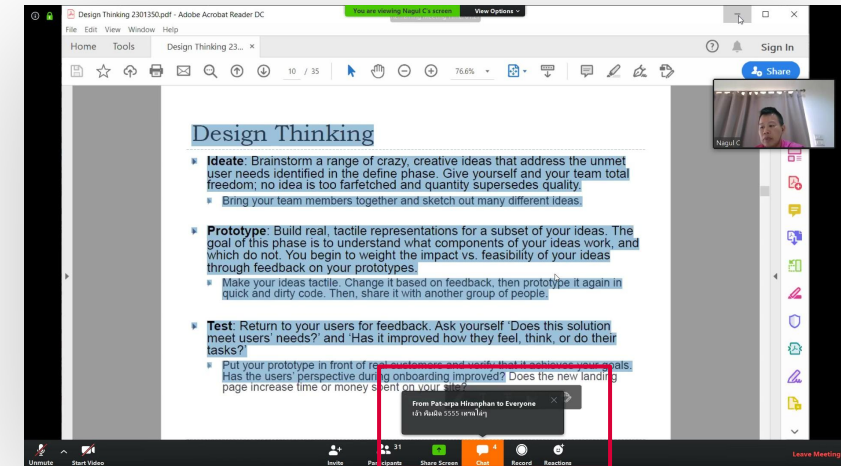 Design Thinking 2301350.pdf - Adobe Acrobat Reader DC
You are viewing Nagul C's screen
View Options
File Edit View Window Help
Home Tools Design Thinking 23... ×
Sign In
10 / 35
76.6%
Share
Nagul C
Design Thinking
Ideate: Brainstorm a range of crazy, creative ideas that address the unmet
user needs identified in the define phase. Give yourself and your team total
freedom; no idea is too farfetched and quantity supersedes quality.
Bring your team members together and sketch out many different ideas.
Prototype: Build real, tactile representations for a subset of your ideas. The
goal of this phase is to understand what components of your ideas work, and
which do not. You begin to weight the impact vs. feasibility of your ideas
through feedback on your prototypes.
Make your ideas tactile. Change it based on feedback, then prototype it again in
quick and dirty code. Then, share it with another group of people.
Test: Return to your users for feedback. Ask yourself 'Does this solution
meet users' needs?' and 'Has it improved how they feel, think, or do their
tasks?'
Put your prototype in front of real customers and verify that it achieves your goals.
Has the users' perspective during onboarding improved? Does the new landing
page increase time or money spent on your site?
From Pat-arpa Hiranphan to Everyone
5555
31
4
Unmute Start Video Invite Participants Share Screen Chat Record Reactions
Leave Meeting